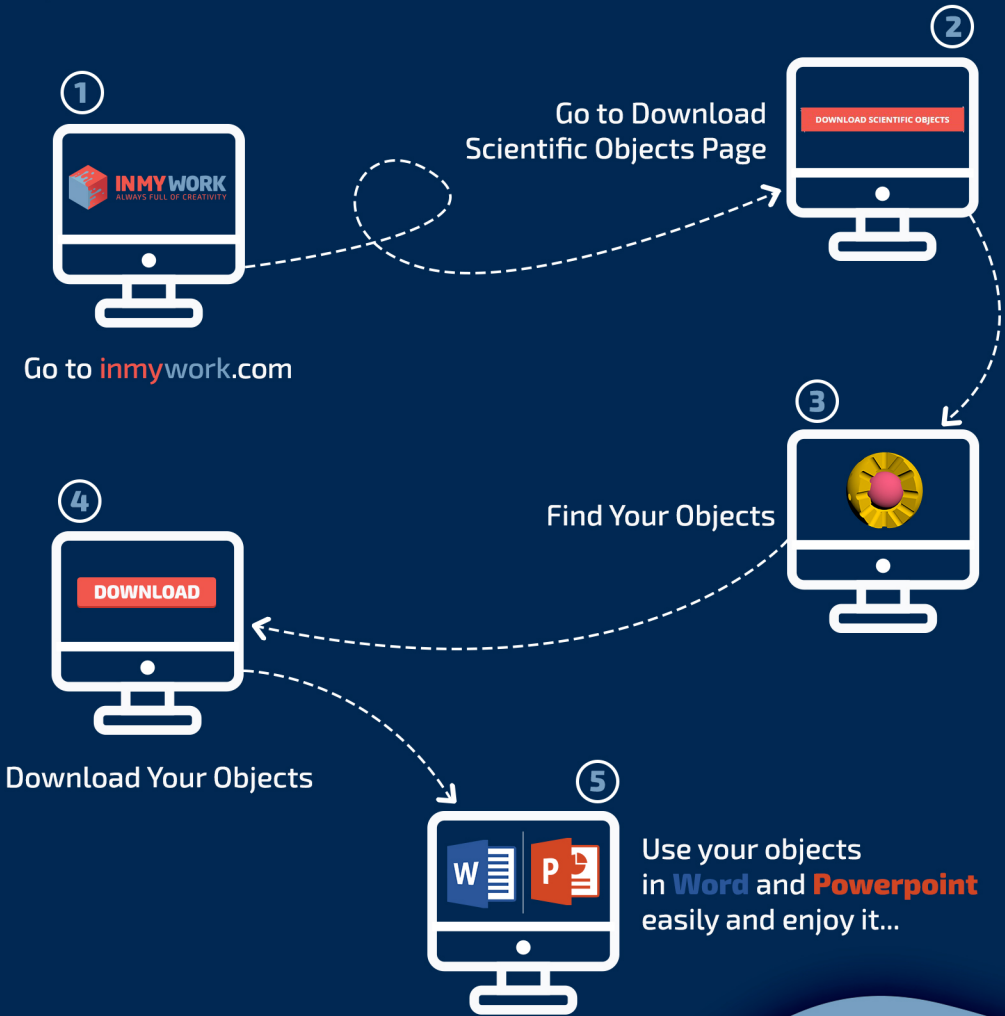 1
INMYWORK
ALWAYS FULL OF CREATIVITY
Go to inmywork.com
2
Go to Download
Scientific Objects Page
DOWNLOAD SCIENTIFIC OBJECTS
3
Find Your Objects
4
DOWNLOAD
Download Your Objects
5
W
P
Use your objects
in Word and Powerpoint
easily and enjoy it...